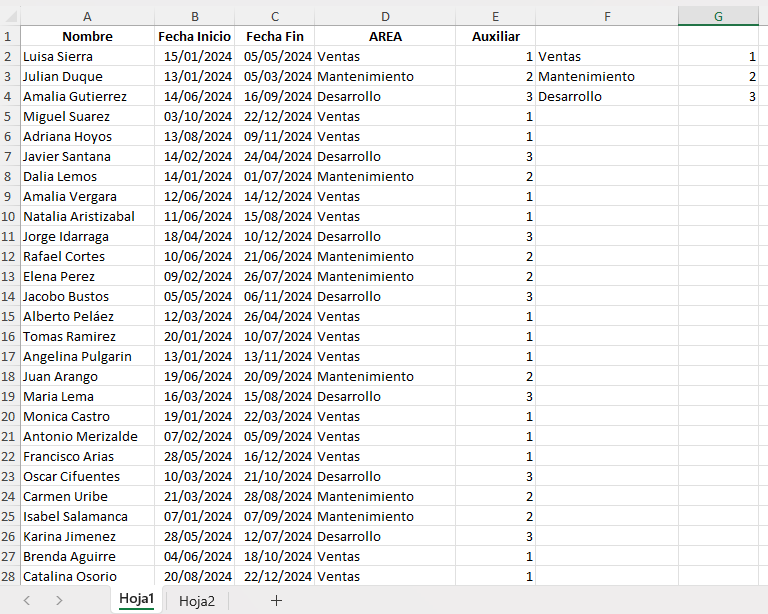 A B C D E F G
1 Nombre Fecha Inicio Fecha Fin AREA Auxiliar
2 Luisa Sierra 15/01/2024 05/05/2024 Ventas 1 Ventas 1
3 Julian Duque 13/01/2024 05/03/2024 Mantenimiento 2 Mantenimiento 2
4 Amalia Gutierrez 14/06/2024 16/09/2024 Desarrollo 3 Desarrollo 3
5 Miguel Suarez 03/10/2024 22/12/2024 Ventas 1
6 Adriana Hoyos 13/08/2024 09/11/2024 Ventas 1
7 Javier Santana 14/02/2024 24/04/2024 Desarrollo 3
8 Dalia Lemos 14/01/2024 01/07/2024 Mantenimiento 2
9 Amalia Vergara 12/06/2024 14/12/2024 Ventas 1
10 Natalia Aristizabal 11/06/2024 15/08/2024 Ventas 1
11 Jorge Idarraga 18/04/2024 10/12/2024 Desarrollo 3
12 Rafael Cortes 10/06/2024 21/06/2024 Mantenimiento 2
13 Elena Perez 09/02/2024 26/07/2024 Mantenimiento 2
14 Jacobo Bustos 05/05/2024 06/11/2024 Desarrollo 3
15 Alberto Peláez 12/03/2024 26/04/2024 Ventas 1
16 Tomas Ramirez 20/01/2024 10/07/2024 Ventas 1
17 Angelina Pulgarin 13/01/2024 13/11/2024 Ventas 1
18 Juan Arango 19/06/2024 20/09/2024 Mantenimiento 2
19 Maria Lema 16/03/2024 15/08/2024 Desarrollo 3
20 Monica Castro 19/01/2024 22/03/2024 Ventas 1
21 Antonio Merizalde 07/02/2024 05/09/2024 Ventas 1
22 Francisco Arias 28/05/2024 16/12/2024 Ventas 1
23 Oscar Cifuentes 10/03/2024 21/10/2024 Desarrollo 3
24 Carmen Uribe 21/03/2024 28/08/2024 Mantenimiento 2
25 Isabel Salamanca 07/01/2024 07/09/2024 Mantenimiento 2
26 Karina Jimenez 28/05/2024 12/07/2024 Desarrollo 3
27 Brenda Aguirre 04/06/2024 18/10/2024 Ventas 1
28 Catalina Osorio 20/08/2024 22/12/2024 Ventas 1
Hoja1 Hoja2